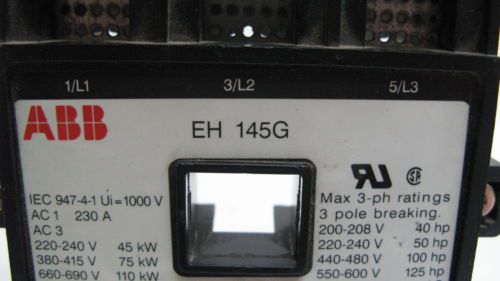 1/L1 3/L2 5/L3
ABB
EH 145G
IEC 947-4-1 Ui=1000 V
AC 1 230 A
AC 3
220-240 V 45 kW
380-415 V 75 kW
660-690 V 110 kW
Max 3-ph ratings
3 pole breaking.
200-208 V 40 hp
220-240 V 50 hp
440-480 V 100 hp
550-600 V 125 hp